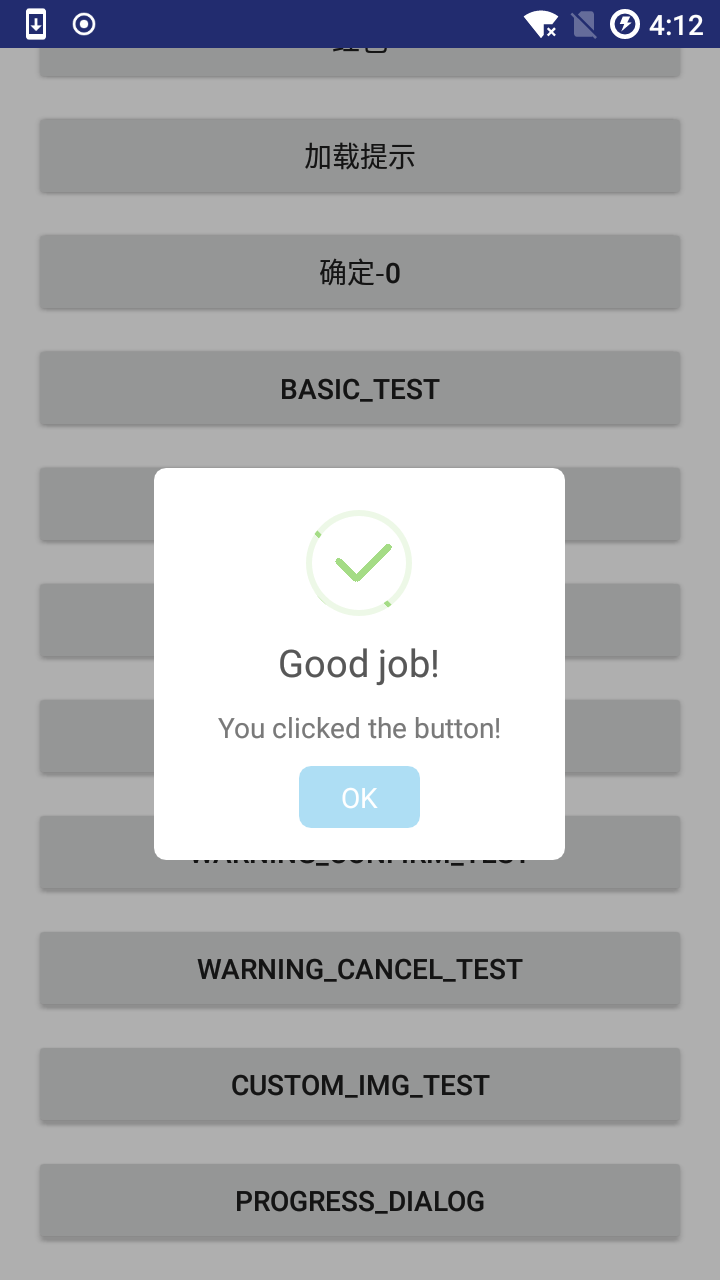 4:12
加载提示
确定-0
BASIC_TEST
Good job!
You clicked the button!
OK
WARNING_CONFIRM_TEST
WARNING_CANCEL_TEST
CUSTOM_IMG_TEST
PROGRESS_DIALOG